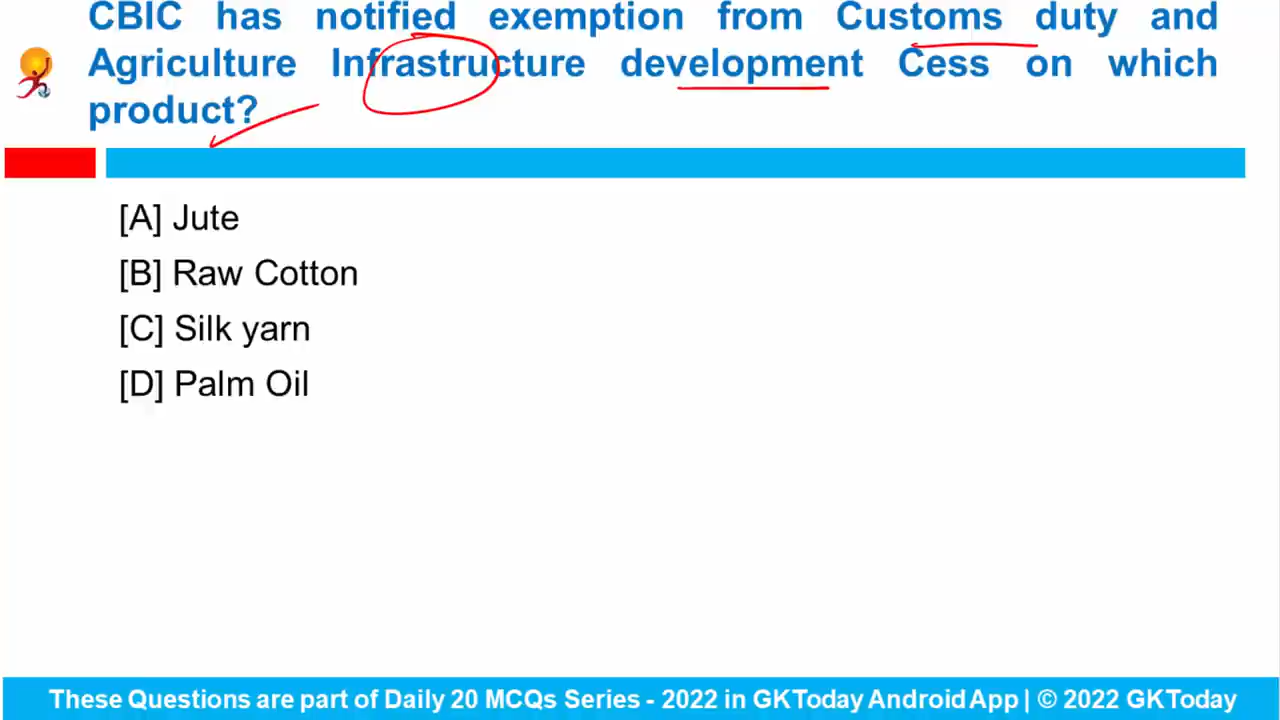 CBIC has notified exemption from Customs duty and
Agriculture Infrastructure development Cess on which
product?
[A] Jute
[B] Raw Cotton
[C] Silk yarn
[D] Palm Oil
These Questions are part of Daily 20 MCQs Series - 2022 in GKToday Android App | © 2022 GKToday